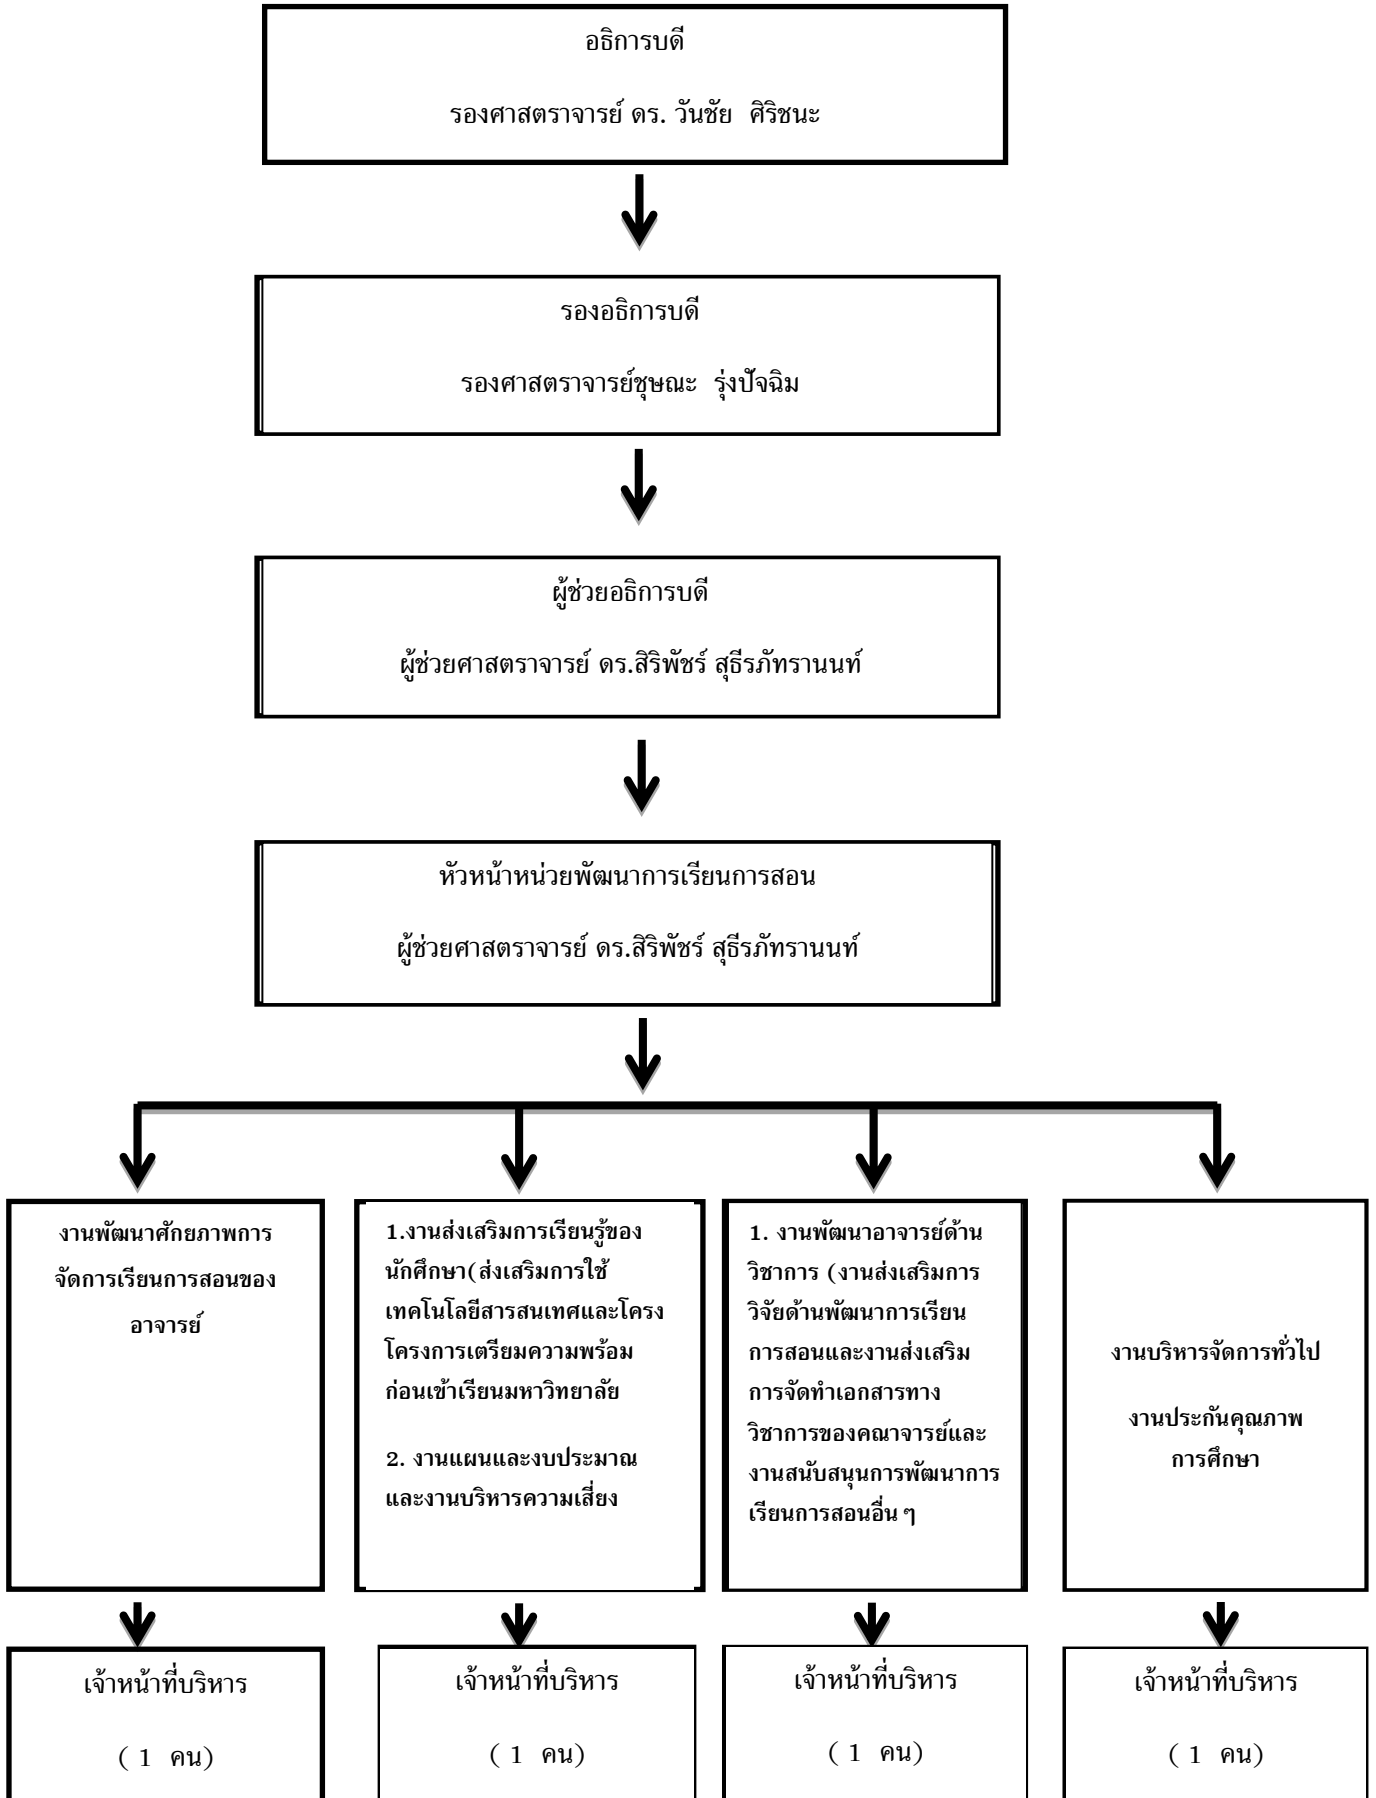 อธิการบดี
รองศาสตราจารย์ ดร. วันชัย  ศิริชนะ
รองอธิการบดี
รองศาสตราจารย์ชุษณะ  รุ่งปัจฉิม
ผู้ช่วยอธิการบดี
ผู้ช่วยศาสตราจารย์ ดร.สิริพัชร์ สุธีรภัทรานนท์
หัวหน้าหน่วยพัฒนาการเรียนการสอน
ผู้ช่วยศาสตราจารย์ ดร.สิริพัชร์ สุธีรภัทรานนท์
งานพัฒนาศักยภาพการ
จัดการเรียนการสอนของ
อาจารย์
1.งานส่งเสริมการเรียนรู้ของ
นักศึกษา(ส่งเสริมการใช้
เทคโนโลยีสารสนเทศและโครง
โครงการเตรียมความพร้อม
ก่อนเข้าเรียนมหาวิทยาลัย
2. งานแผนและงบประมาณ
และงานบริหารความเสี่ยง
1. งานพัฒนาอาจารย์ด้าน
วิชาการ (งานส่งเสริมการ
วิจัยด้านพัฒนาการเรียน
การสอนและงานส่งเสริม
การจัดทำเอกสารทาง
วิชาการของคณาจารย์และ
งานสนับสนุนการพัฒนาการ
เรียนการสอนอื่น ๆ
งานบริหารจัดการทั่วไป
งานประกันคุณภาพ
การศึกษา
เจ้าหน้าที่บริหาร
( 1  คน)
เจ้าหน้าที่บริหาร
( 1  คน)
เจ้าหน้าที่บริหาร
( 1  คน)
เจ้าหน้าที่บริหาร
( 1  คน)